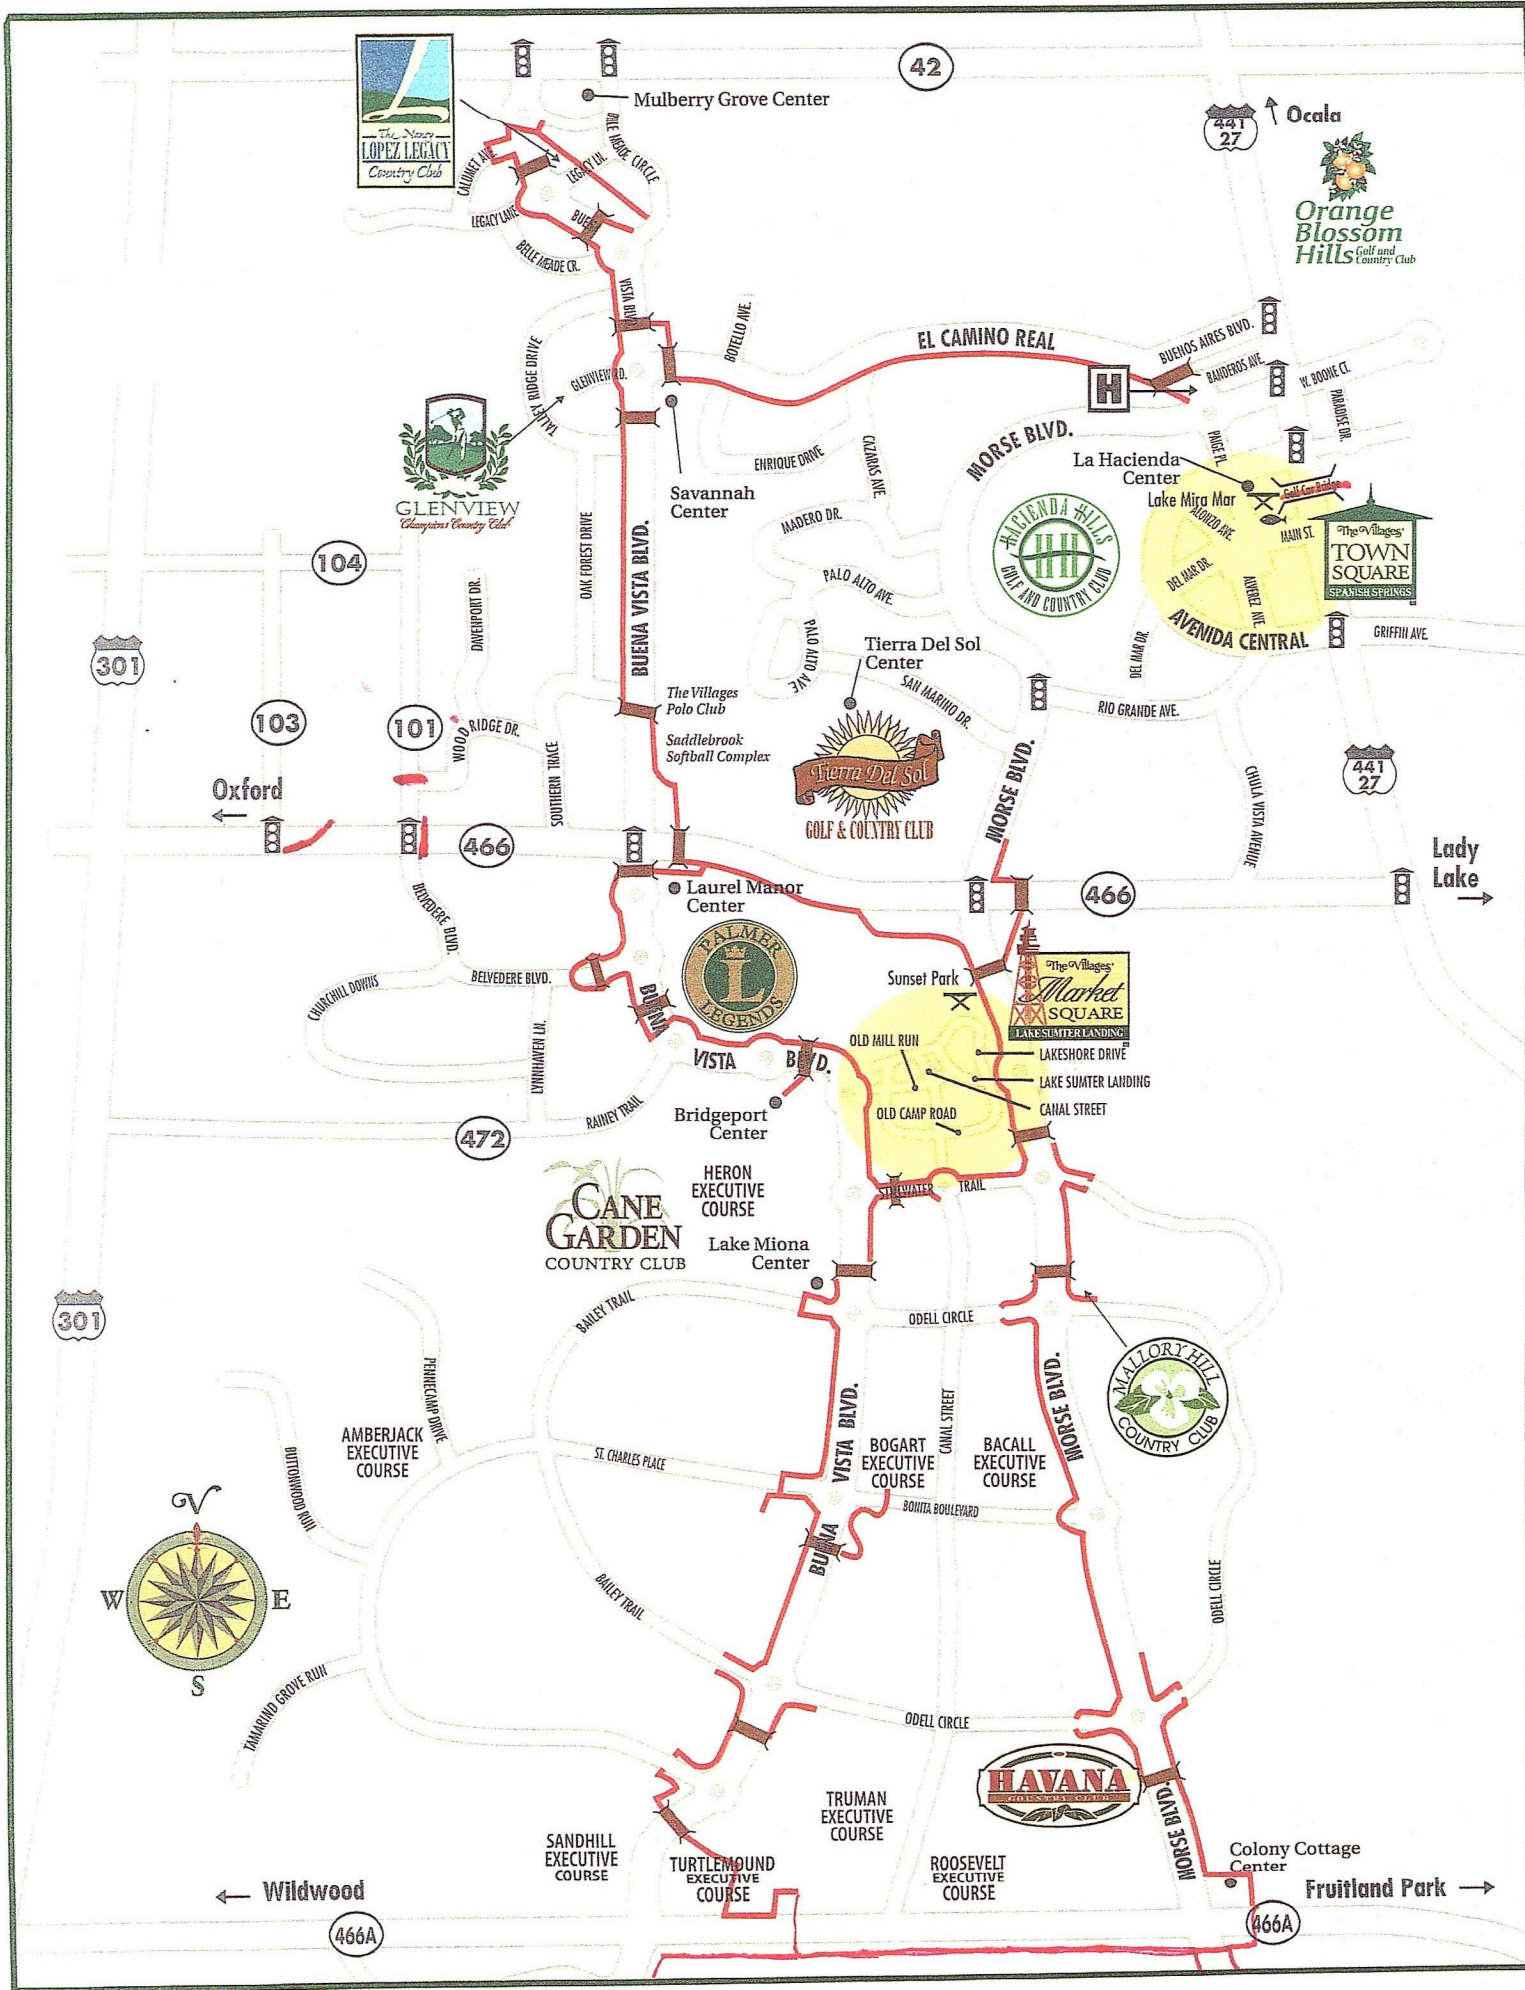 42
Mulberry Grove Center
The Nancy
LOPEZ LEGACY
Country Club
441
27
Ocala
Orange
Blossom
Hills Golf and
Country Club
CALUMET AVE.
LEGACY LN.
LEGACY LANE
BELLE MEADE CR.
VISTA BLVD.
BOTELLO AVE.
EL CAMINO REAL
BUENOS AIRES BLVD.
BANDEROS AVE.
W. BOONE CT.
PARADISE DR.
H
TALLEY RIDGE DRIVE
GLENVIEW RD.
GLENVIEW
Champions Country Club
Savannah
Center
ENRIQUE DRIVE
CAZARAS AVE.
MORSE BLVD.
PAIGE PL.
La Hacienda
Center
Lake Mira Mar
Golf Car Bridge
ALONZO AVE.
MAIN ST.
The Villages'
TOWN
SQUARE
SPANISH SPRINGS
DEL MAR DR.
ALVEREZ AVE.
AVENIDA CENTRAL
GRIFFIN AVE.
HACIENDA HILLS
GOLF AND COUNTRY CLUB
MADERO DR.
PALO ALTO AVE.
PALO ALTO AVE.
OAK FOREST DRIVE
BUENA VISTA BLVD.
104
301
DAVENPORT DR.
Tierra Del Sol
Center
SAN MARINO DR.
DEL MAR DR.
RIO GRANDE AVE.
The Villages
Polo Club
Saddlebrook
Softball Complex
103
101
WOOD RIDGE DR.
SOUTHERN TRACE
Tierra Del Sol
GOLF & COUNTRY CLUB
MORSE BLVD.
CHULA VISTA AVENUE
441
27
Oxford
466
Lady
Lake
466
Laurel Manor
Center
BELVEDERE BLVD.
BELVEDERE BLVD.
CHURCHILL DOWNS
LYNNHAVEN LN.
PALMER
L
LEGENDS
Sunset Park
The Villages'
Market
SQUARE
LAKE SUMTER LANDING
BUENA
VISTA
BLVD.
OLD MILL RUN
LAKESHORE DRIVE
LAKE SUMTER LANDING
CANAL STREET
OLD CAMP ROAD
Bridgeport
Center
RAINEY TRAIL
472
HERON
EXECUTIVE
COURSE
STILLWATER TRAIL
CANE
GARDEN
COUNTRY CLUB
Lake Miona
Center
301
BAILEY TRAIL
ODELL CIRCLE
PENNECAMP DRIVE
MALLORY HILL
COUNTRY CLUB
VISTA BLVD.
CANAL STREET
MORSE BLVD.
AMBERJACK
EXECUTIVE
COURSE
ST. CHARLES PLACE
BOGART
EXECUTIVE
COURSE
BACALL
EXECUTIVE
COURSE
BUTTONWOOD RUN
BONITA BOULEVARD
BUENA
V
W
E
S
BAILEY TRAIL
ODELL CIRCLE
TAMARIND GROVE RUN
ODELL CIRCLE
HAVANA
COUNTRY CLUB
MORSE BLVD.
TRUMAN
EXECUTIVE
COURSE
SANDHILL
EXECUTIVE
COURSE
TURTLEMOUND
EXECUTIVE
COURSE
ROOSEVELT
EXECUTIVE
COURSE
Colony Cottage
Center
Wildwood
Fruitland Park
466A
466A